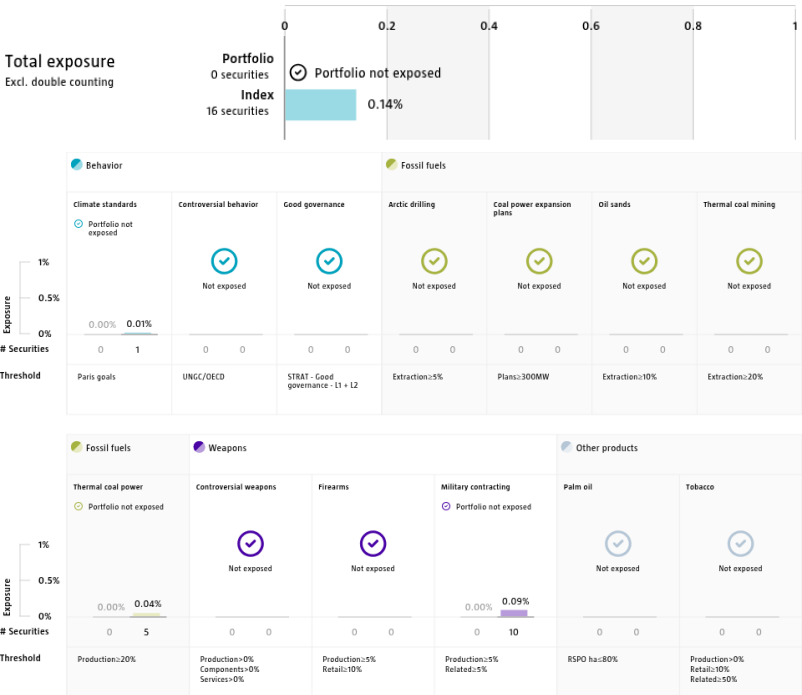 0 0.2 0.4 0.6 0.8 1
Total exposure
Excl. double counting
Portfolio
0 securities
Portfolio not exposed
Index
16 securities
0.14%
Behavior
Fossil fuels
Climate standards
Controversial behavior
Good governance
Arctic drilling
Coal power expansion
plans
Oil sands
Thermal coal mining
Portfolio not
exposed
Not exposed
Not exposed
Not exposed
Not exposed
Not exposed
Not exposed
Exposure
1%
0.5%
0%
0.00% 0.01%
# Securities
0 1
0 0
0 0
0 0
0 0
0 0
0 0
Threshold
Paris goals
UNGC/OECD
STRAT - Good
governance - L1 + L2
Extraction≥5%
Plans≥300MW
Extraction≥10%
Extraction≥20%
Fossil fuels
Weapons
Other products
Thermal coal power
Controversial weapons
Firearms
Military contracting
Palm oil
Tobacco
Portfolio not exposed
Portfolio not exposed
Not exposed
Not exposed
Not exposed
Not exposed
Exposure
1%
0.5%
0%
0.00% 0.04%
0.00% 0.09%
# Securities
0 5
0 0
0 0
0 10
0 0
0 0
Threshold
Production≥20%
Production>0%
Components>0%
Services>0%
Production≥5%
Retail≥10%
Production≥5%
Related≥5%
RSPO ha≤80%
Production>0%
Retail≥10%
Related≥50%